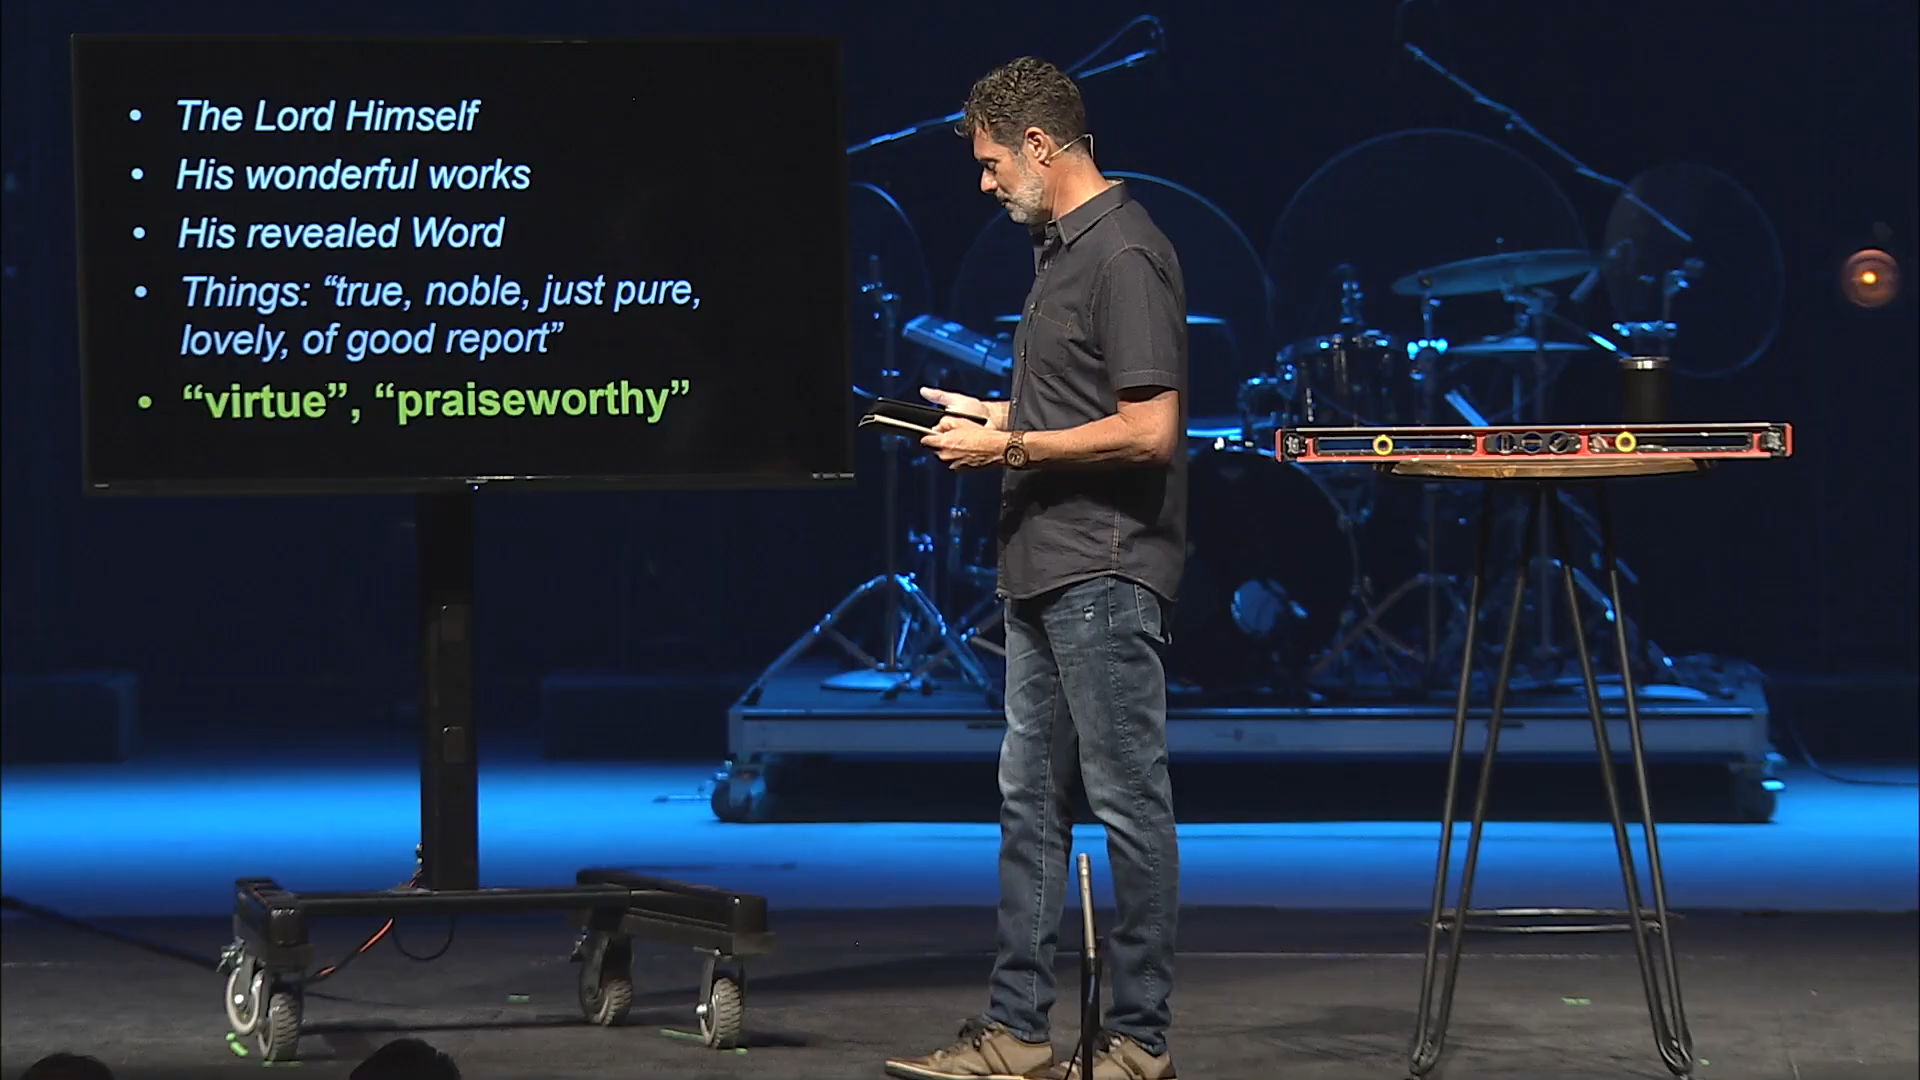 • The Lord Himself
• His wonderful works
• His revealed Word
• Things: “true, noble, just pure,
lovely, of good report”
• “virtue”, “praiseworthy”